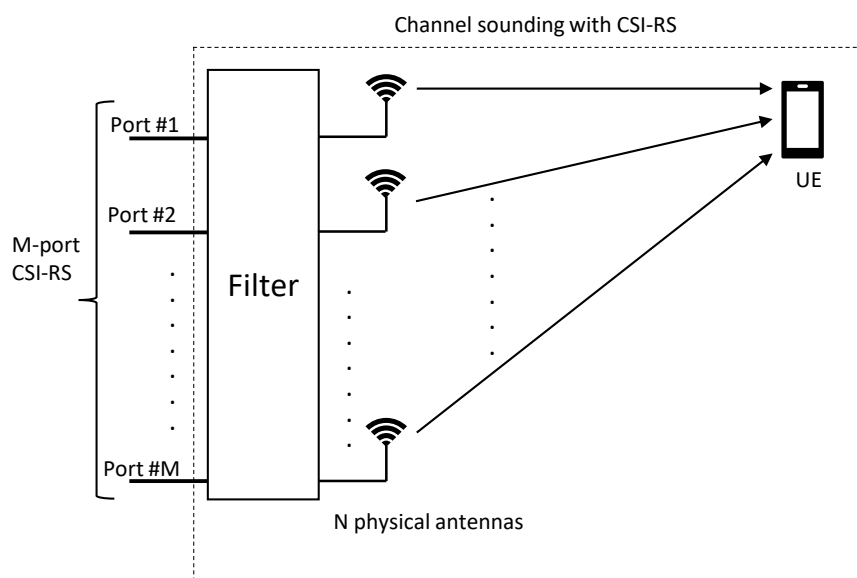 Channel sounding with CSI-RS
Port #1
Port #2
UE
M-port
CSI-RS
Filter
Port #M
N physical antennas